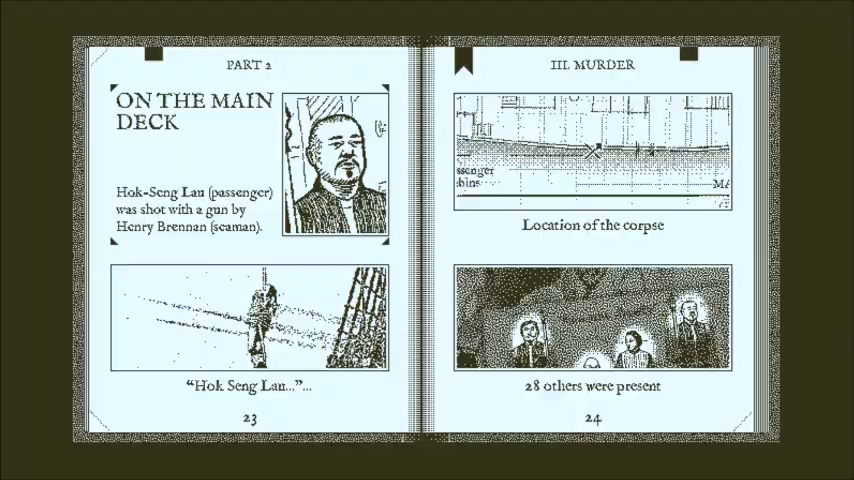 PART 2
ON THE MAIN
DECK
Hok-Seng Lau (passenger)
was shot with a gun by
Henry Brennan (seaman).
"Hok Seng Lau..."...
23
III. MURDER
ssenger
bins
Location of the corpse
28 others were present
24